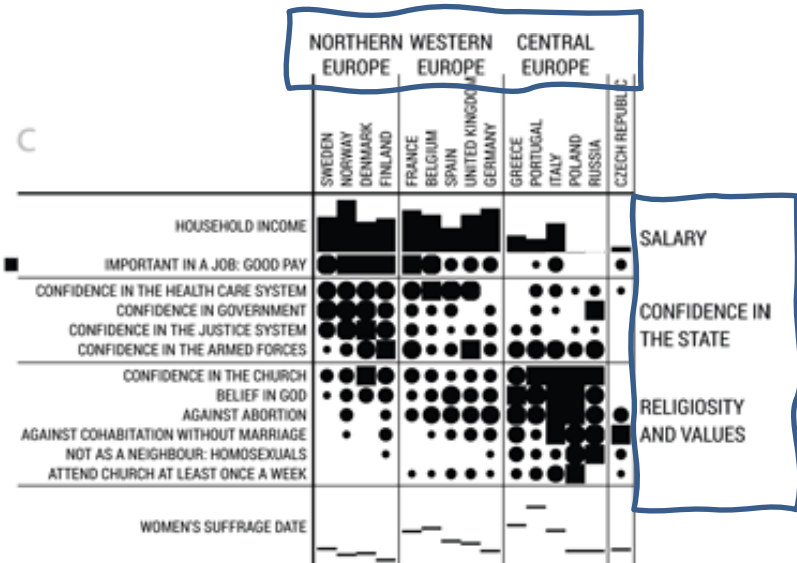 NORTHERN EUROPE
WESTERN EUROPE
CENTRAL EUROPE
C
SWEDEN
NORWAY
DENMARK
FINLAND
FRANCE
BELGIUM
SPAIN
UNITED KINGDOM
GERMANY
GREECE
PORTUGAL
ITALY
POLAND
RUSSIA
CZECH REPUBLIC
HOUSEHOLD INCOME
SALARY
IMPORTANT IN A JOB: GOOD PAY
CONFIDENCE IN THE HEALTH CARE SYSTEM
CONFIDENCE IN GOVERNMENT
CONFIDENCE IN THE JUSTICE SYSTEM
CONFIDENCE IN THE ARMED FORCES
CONFIDENCE IN
THE STATE
CONFIDENCE IN THE CHURCH
BELIEF IN GOD
AGAINST ABORTION
AGAINST COHABITATION WITHOUT MARRIAGE
NOT AS A NEIGHBOUR: HOMOSEXUALS
ATTEND CHURCH AT LEAST ONCE A WEEK
RELIGIOSITY
AND VALUES
WOMEN'S SUFFRAGE DATE